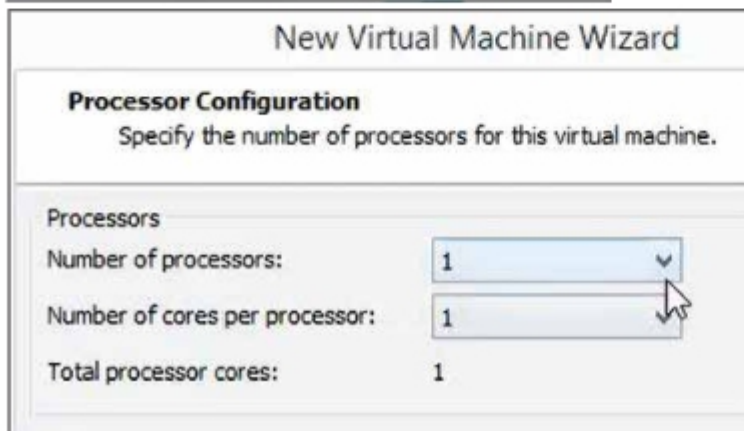 New Virtual Machine Wizard
Processor Configuration
Specify the number of processors for this virtual machine.
Processors
Number of processors: 1
Number of cores per processor: 1
Total processor cores: 1